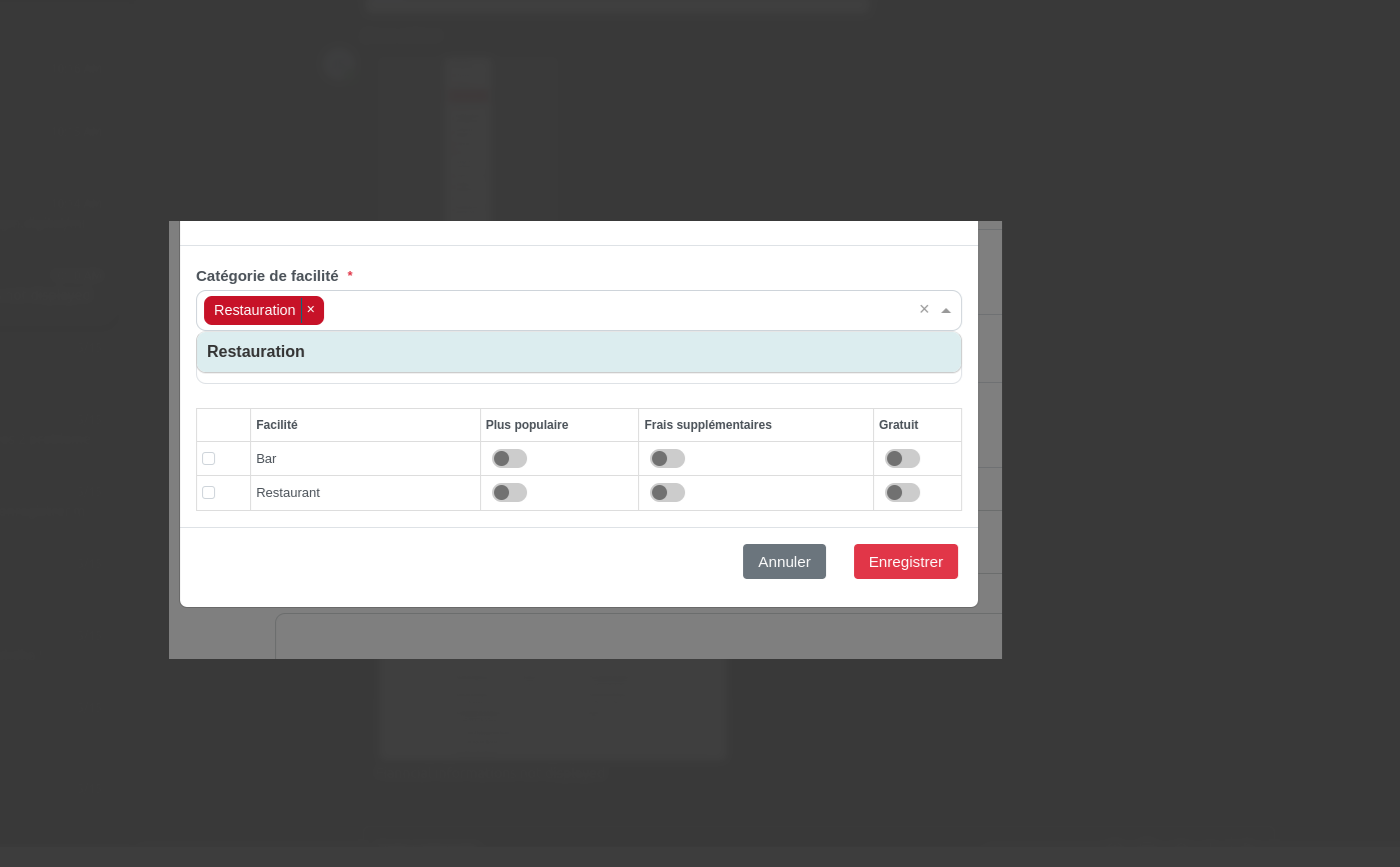 Catégorie de facilité *
Restauration ×
Restauration
Facilité Plus populaire Frais supplémentaires Gratuit
Bar
Restaurant
Annuler Enregistrer